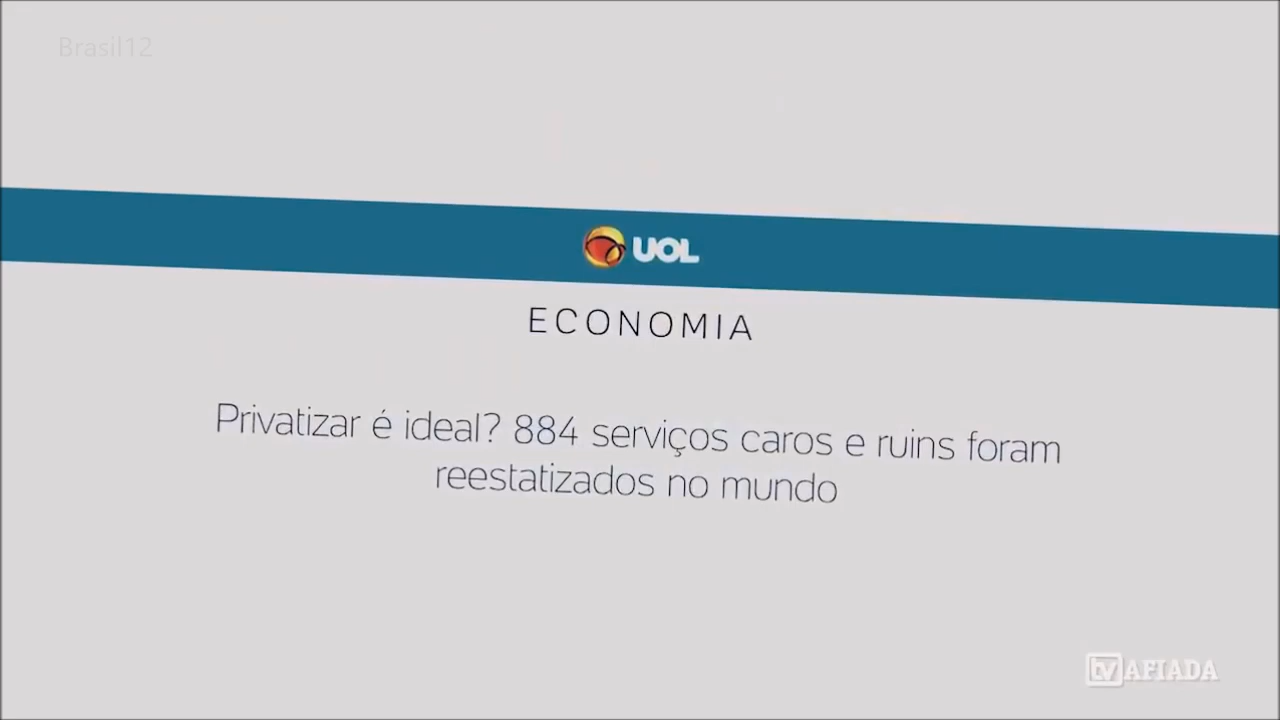 Brasil12
UOL
ECONOMIA
Privatizar é ideal? 884 serviços caros e ruins foram
reestatizados no mundo
tv AFIADA